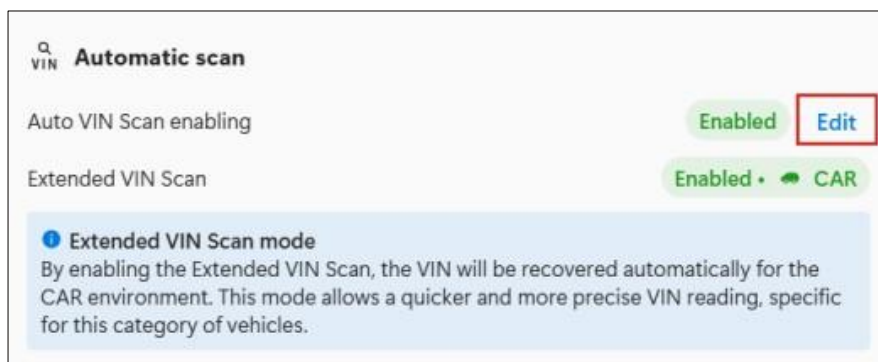 VIN Automatic scan
Auto VIN Scan enabling Enabled Edit
Extended VIN Scan Enabled • CAR
Extended VIN Scan mode
By enabling the Extended VIN Scan, the VIN will be recovered automatically for the
CAR environment. This mode allows a quicker and more precise VIN reading, specific
for this category of vehicles.